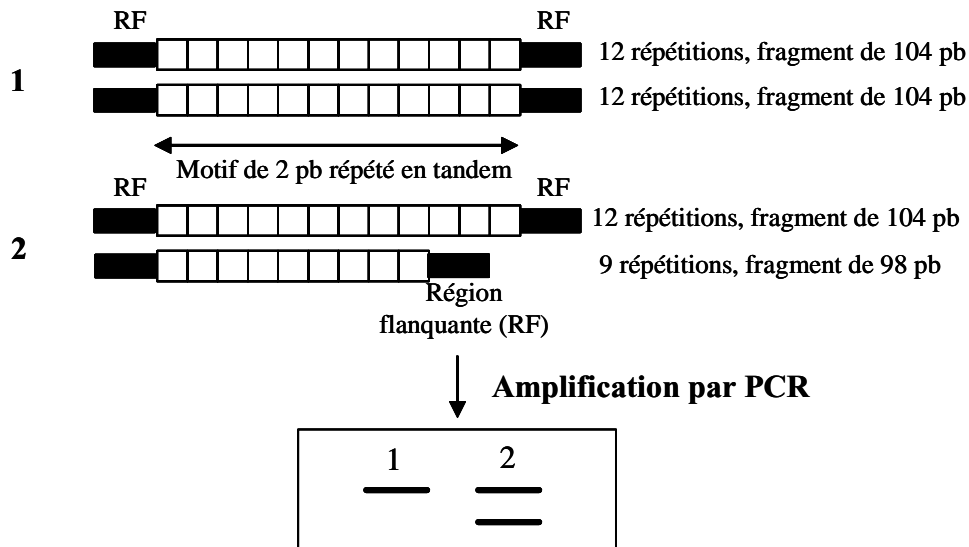 RF RF
12 répétitions, fragment de 104 pb
1
12 répétitions, fragment de 104 pb
Motif de 2 pb répété en tandem
RF RF
12 répétitions, fragment de 104 pb
2
9 répétitions, fragment de 98 pb
Région
flanquante (RF)
Amplification par PCR
1 2